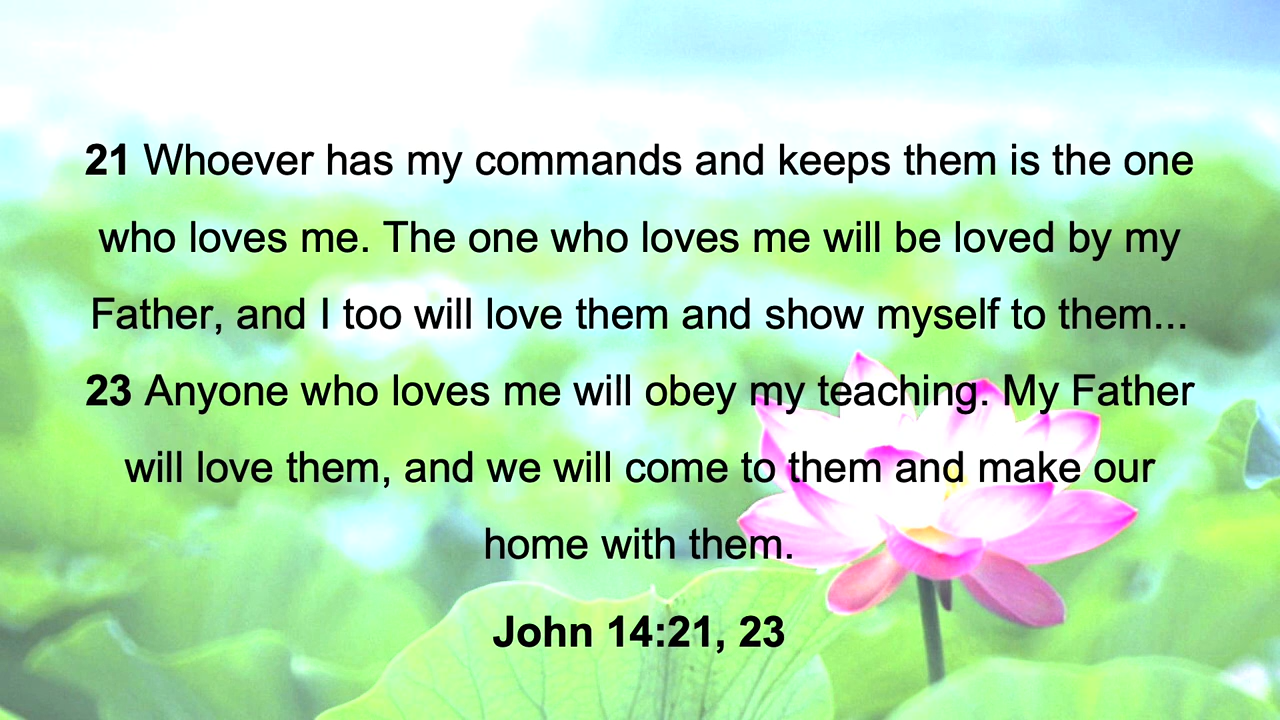 21 Whoever has my commands and keeps them is the one
who loves me. The one who loves me will be loved by my
Father, and I too will love them and show myself to them...
23 Anyone who loves me will obey my teaching. My Father
will love them, and we will come to them and make our
home with them.
John 14:21, 23